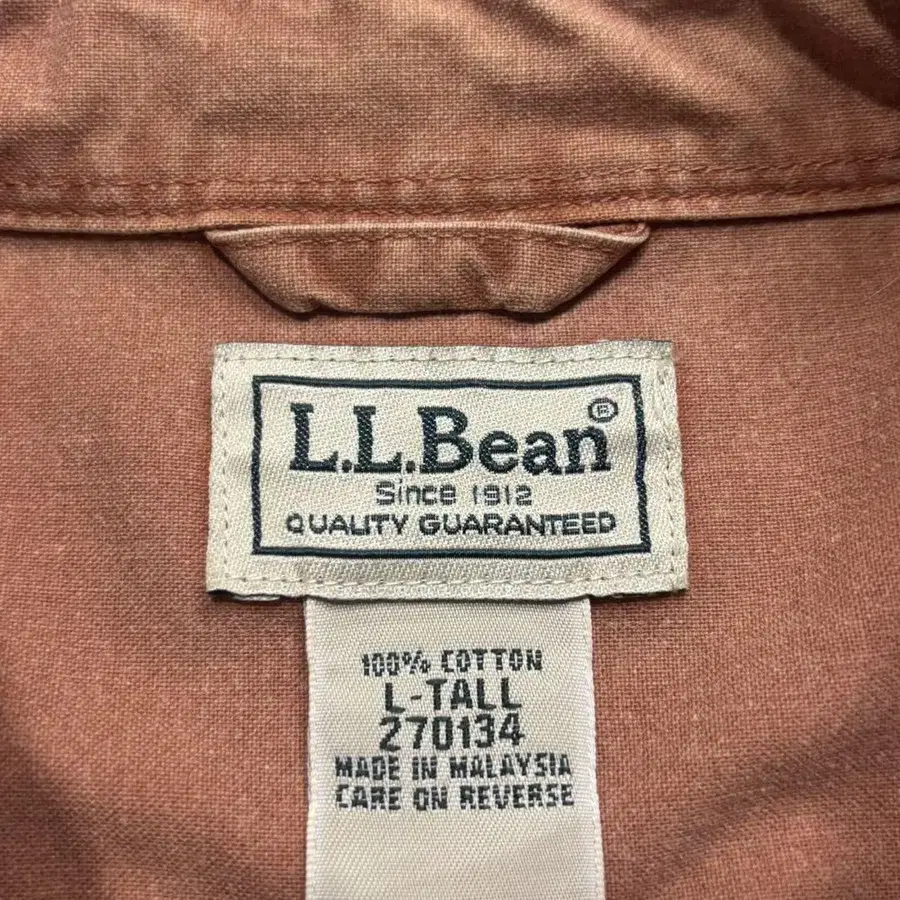 L.L.Bean®
Since 1912
QUALITY GUARANTEED
100% COTTON
L-TALL
270134
MADE IN MALAYSIA
CARE ON REVERSE